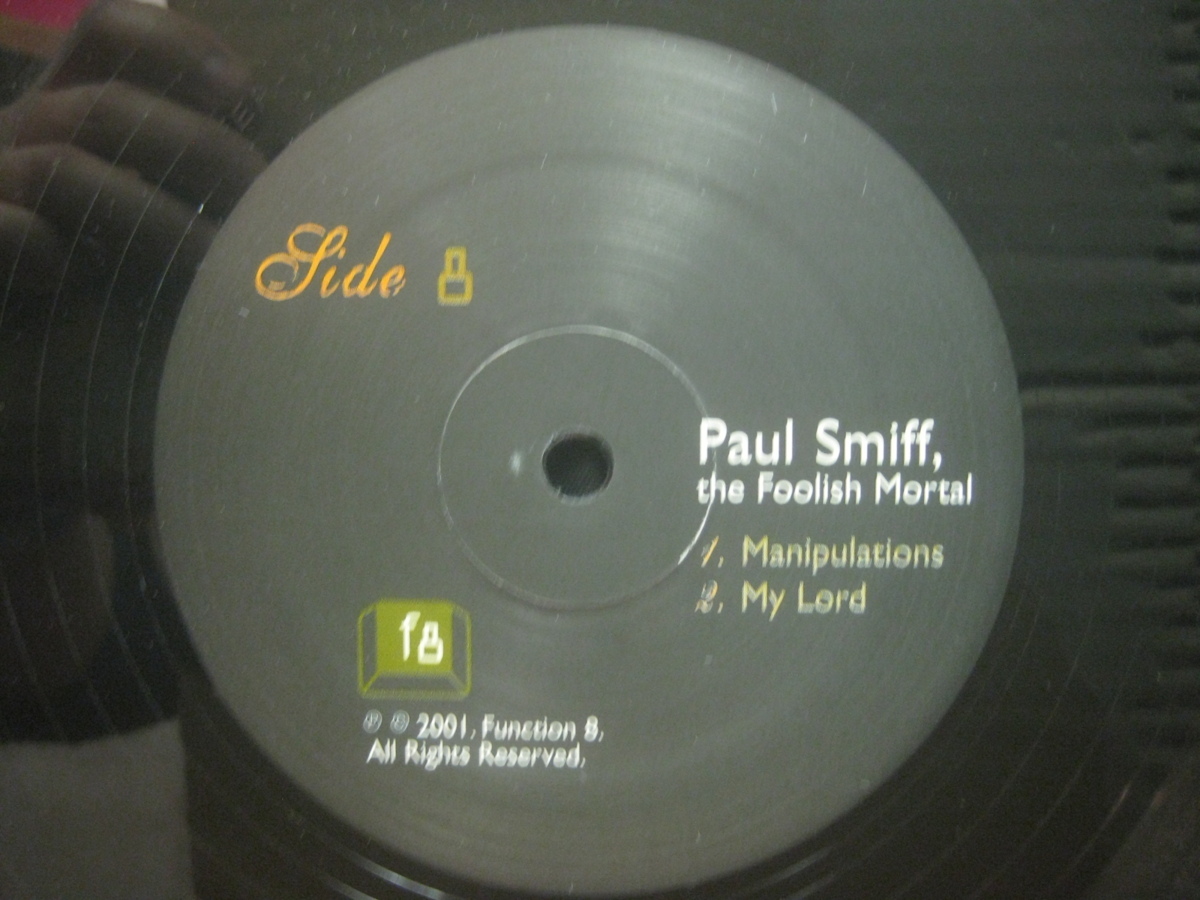 Side 8
Paul Smiff,
the Foolish Mortal
1. Manipulations
2. My Lord
f8
℗ © 2001, Function 8,
All Rights Reserved,